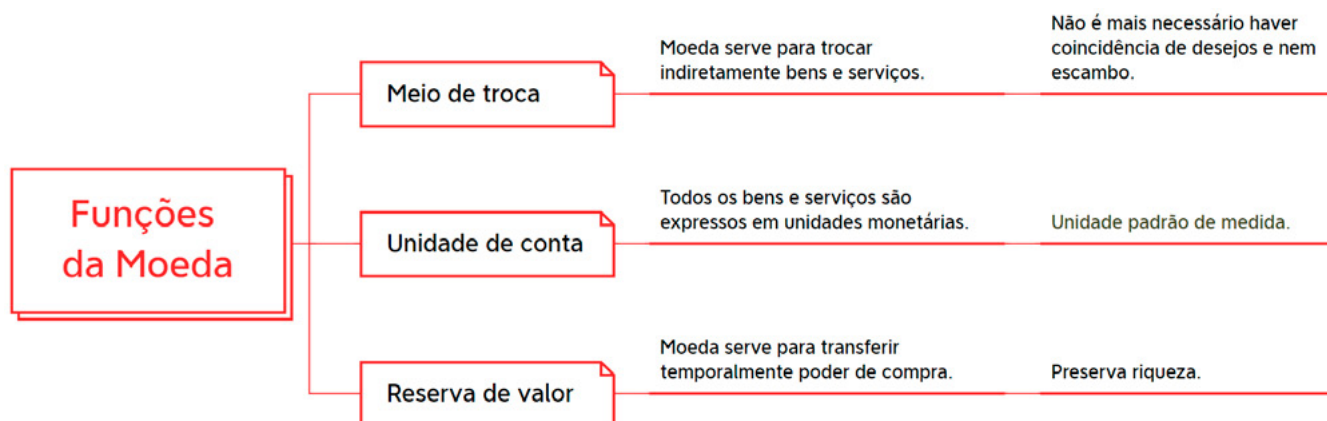 Funções
da Moeda
Meio de troca
Moeda serve para trocar
indiretamente bens e serviços.
Não é mais necessário haver
coincidência de desejos e nem
escambo.
Unidade de conta
Todos os bens e serviços são
expressos em unidades monetárias.
Unidade padrão de medida.
Reserva de valor
Moeda serve para transferir
temporalmente poder de compra.
Preserva riqueza.